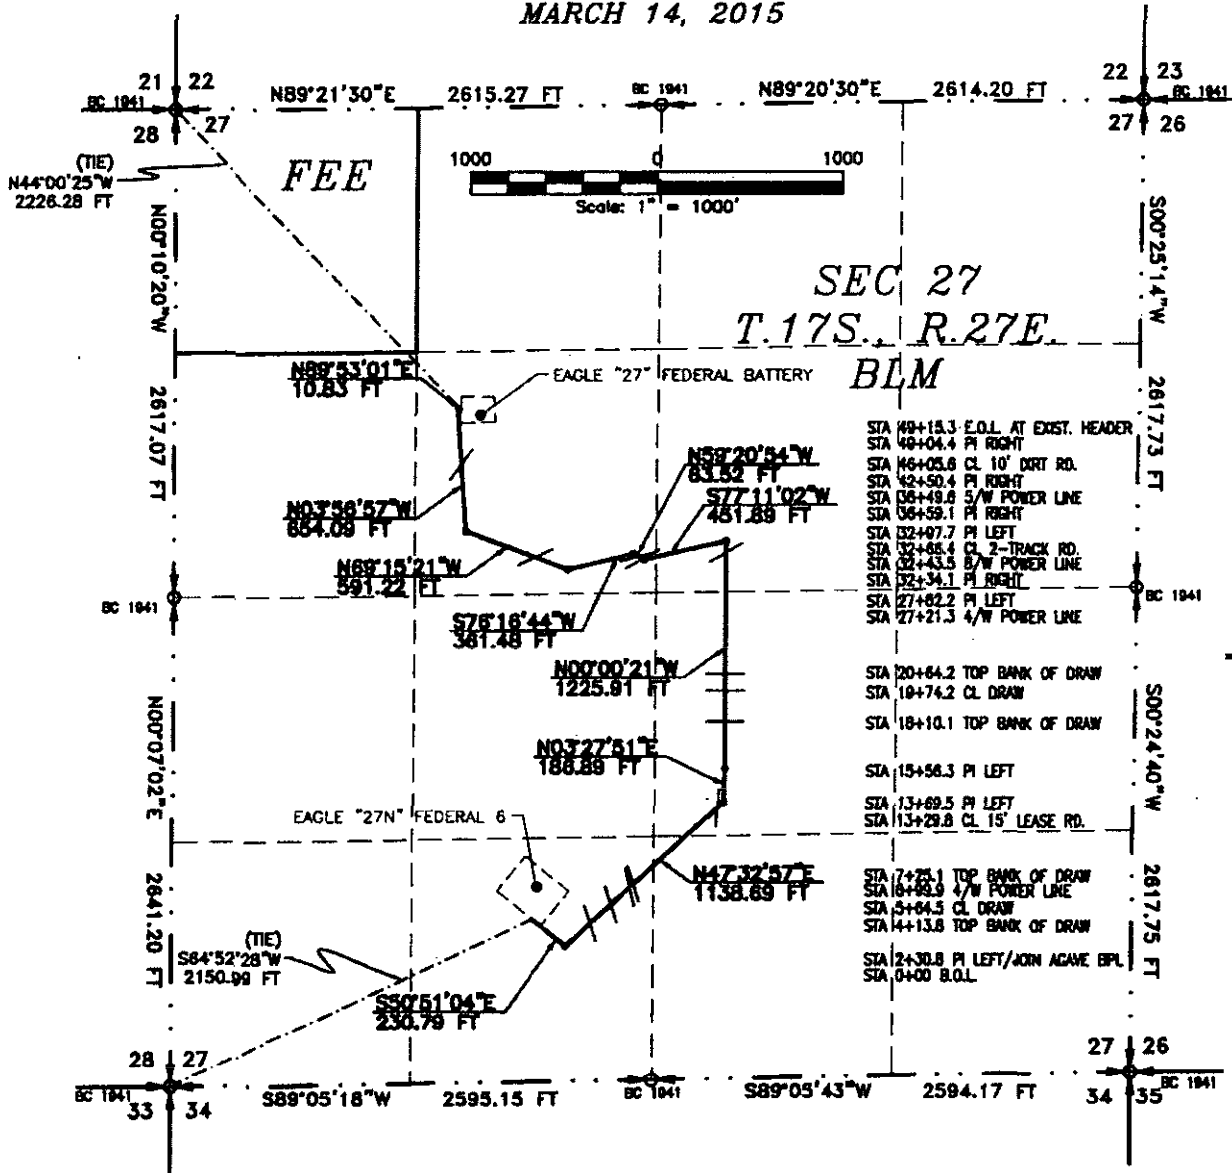 MARCH 14, 2015
21 22
28 27
BC 1941
N89°21'30"E 2615.27 FT
BC 1941
N89°20'30"E 2614.20 FT
22 23
27 26
BC 1941
(TIE)
N44°00'25"W
2226.28 FT
FEE
1000 0 1000
Scale: 1" = 1000'
N00°10'20"W 2617.07 FT
S00°25'14"W 2617.73 FT
SEC 27
T.17S., R.27E.
BLM
N89°53'01"E
10.83 FT
EAGLE "27" FEDERAL BATTERY
N59°20'54"W
63.52 FT
S77°11'02"W
461.69 FT
N03°56'57"W
654.09 FT
N69°15'21"W
591.22 FT
S76°16'44"W
361.48 FT
N00°00'21"W
1225.91 FT
N03°27'51"E
186.89 FT
BC 1941
BC 1941
STA 49+15.3 E.O.L. AT EXIST. HEADER
STA 49+04.4 PI RIGHT
STA 46+05.6 CL 10' DIRT RD.
STA 42+50.4 PI RIGHT
STA 36+49.6 5/W POWER LINE
STA 36+59.1 PI RIGHT
STA 32+97.7 PI LEFT
STA 32+66.4 CL 2-TRACK RD.
STA 32+43.5 8/W POWER LINE
STA 32+34.1 PI RIGHT
STA 27+82.2 PI LEFT
STA 27+21.3 4/W POWER LINE
STA 20+64.2 TOP BANK OF DRAW
STA 19+74.2 CL DRAW
STA 18+10.1 TOP BANK OF DRAW
STA 15+56.3 PI LEFT
STA 13+69.5 PI LEFT
STA 13+29.8 CL 15' LEASE RD.
STA 7+25.1 TOP BANK OF DRAW
STA 6+99.9 4/W POWER LINE
STA 5+64.5 CL DRAW
STA 4+13.8 TOP BANK OF DRAW
STA 2+30.8 PI LEFT/JOIN AGAVE BPL
STA 0+00 B.O.L.
N00°07'02"E 2641.20 FT
S00°24'40"W 2617.75 FT
EAGLE "27N" FEDERAL 6
N47°32'57"E
1138.69 FT
(TIE)
S64°52'28"W
2150.99 FT
S50°51'04"E
230.79 FT
28 27
33 34
BC 1941
S89°05'18"W 2595.15 FT
BC 1941
S89°05'43"W 2594.17 FT
27 26
34 35
BC 1941